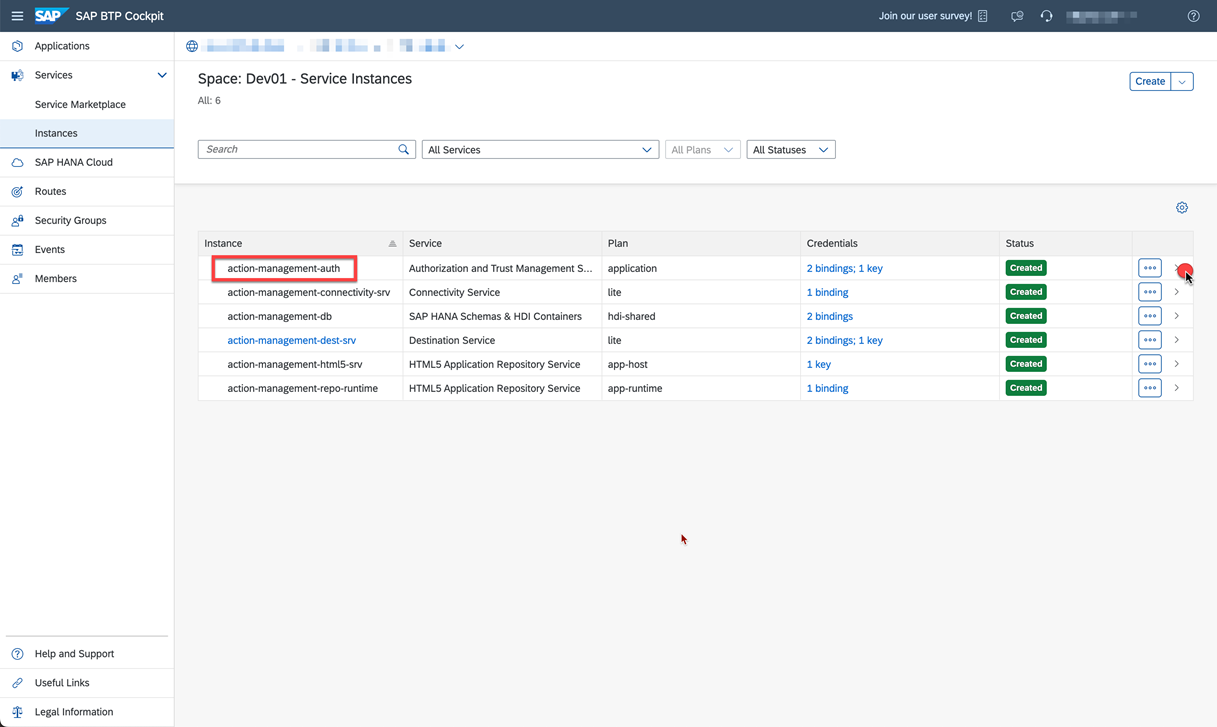 SAP SAP BTP Cockpit Join our user survey!
Applications
Services
Service Marketplace
Instances
SAP HANA Cloud
Routes
Security Groups
Events
Members
Help and Support
Useful Links
Legal Information
Space: Dev01 - Service Instances
Create
All: 6
Search All Services All Plans All Statuses
Instance Service Plan Credentials Status
action-management-auth Authorization and Trust Management S... application 2 bindings; 1 key Created
action-management-connectivity-srv Connectivity Service lite 1 binding Created
action-management-db SAP HANA Schemas & HDI Containers hdi-shared 2 bindings Created
action-management-dest-srv Destination Service lite 2 bindings; 1 key Created
action-management-html5-srv HTML5 Application Repository Service app-host 1 key Created
action-management-repo-runtime HTML5 Application Repository Service app-runtime 1 binding Created